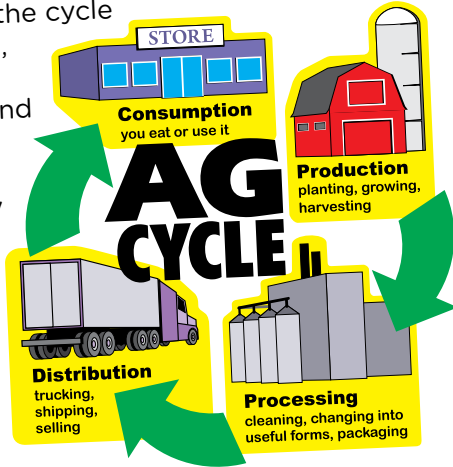 the cycle
,
nd
STORE
Consumption
you eat or use it
AG
CYCLE
Production
planting, growing,
harvesting
Distribution
trucking,
shipping,
selling
Processing
cleaning, changing into
useful forms, packaging